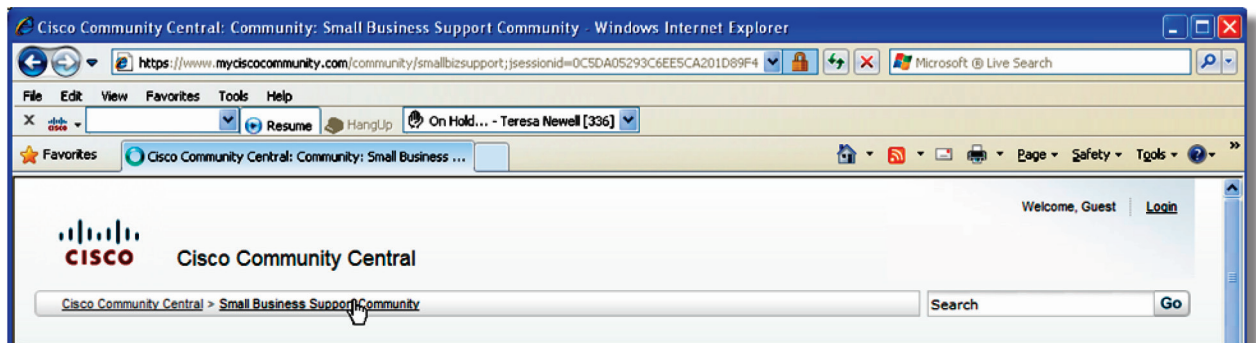 Cisco Community Central: Community: Small Business Support Community - Windows Internet Explorer
https://www.myciscocommunity.com/community/smallbizsupport;jsessionid=0C5DA05293C6EE5CA201D89F4
Microsoft ® Live Search
File Edit View Favorites Tools Help
X CISCO Resume HangUp On Hold... - Teresa Newell [336]
Favorites Cisco Community Central: Community: Small Business ... Page Safety Tools »
Welcome, Guest Login
CISCO Cisco Community Central
Cisco Community Central > Small Business Support Community Search Go